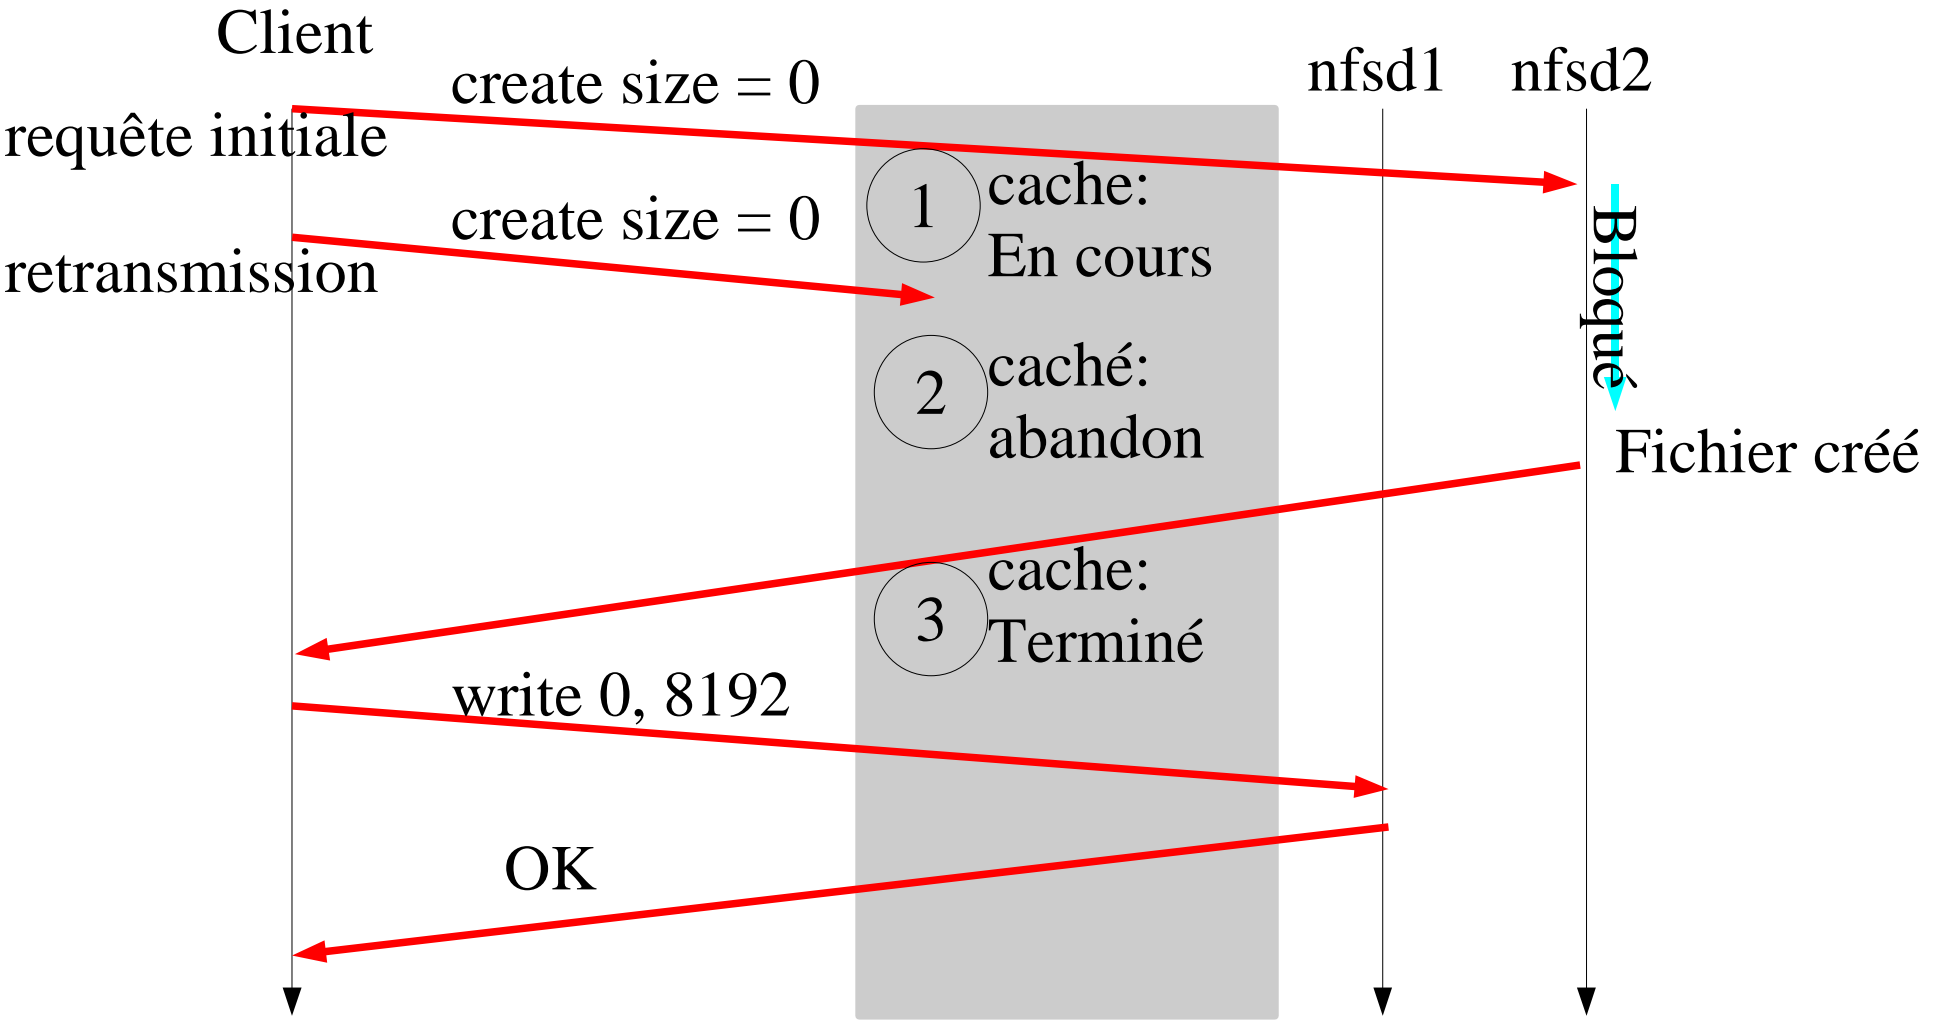 Client
nfsd1
nfsd2
create size = 0
requête initiale
1
cache:
En cours
create size = 0
retransmission
Bloqué
2
caché:
abandon
Fichier créé
3
cache:
Terminé
write 0, 8192
OK